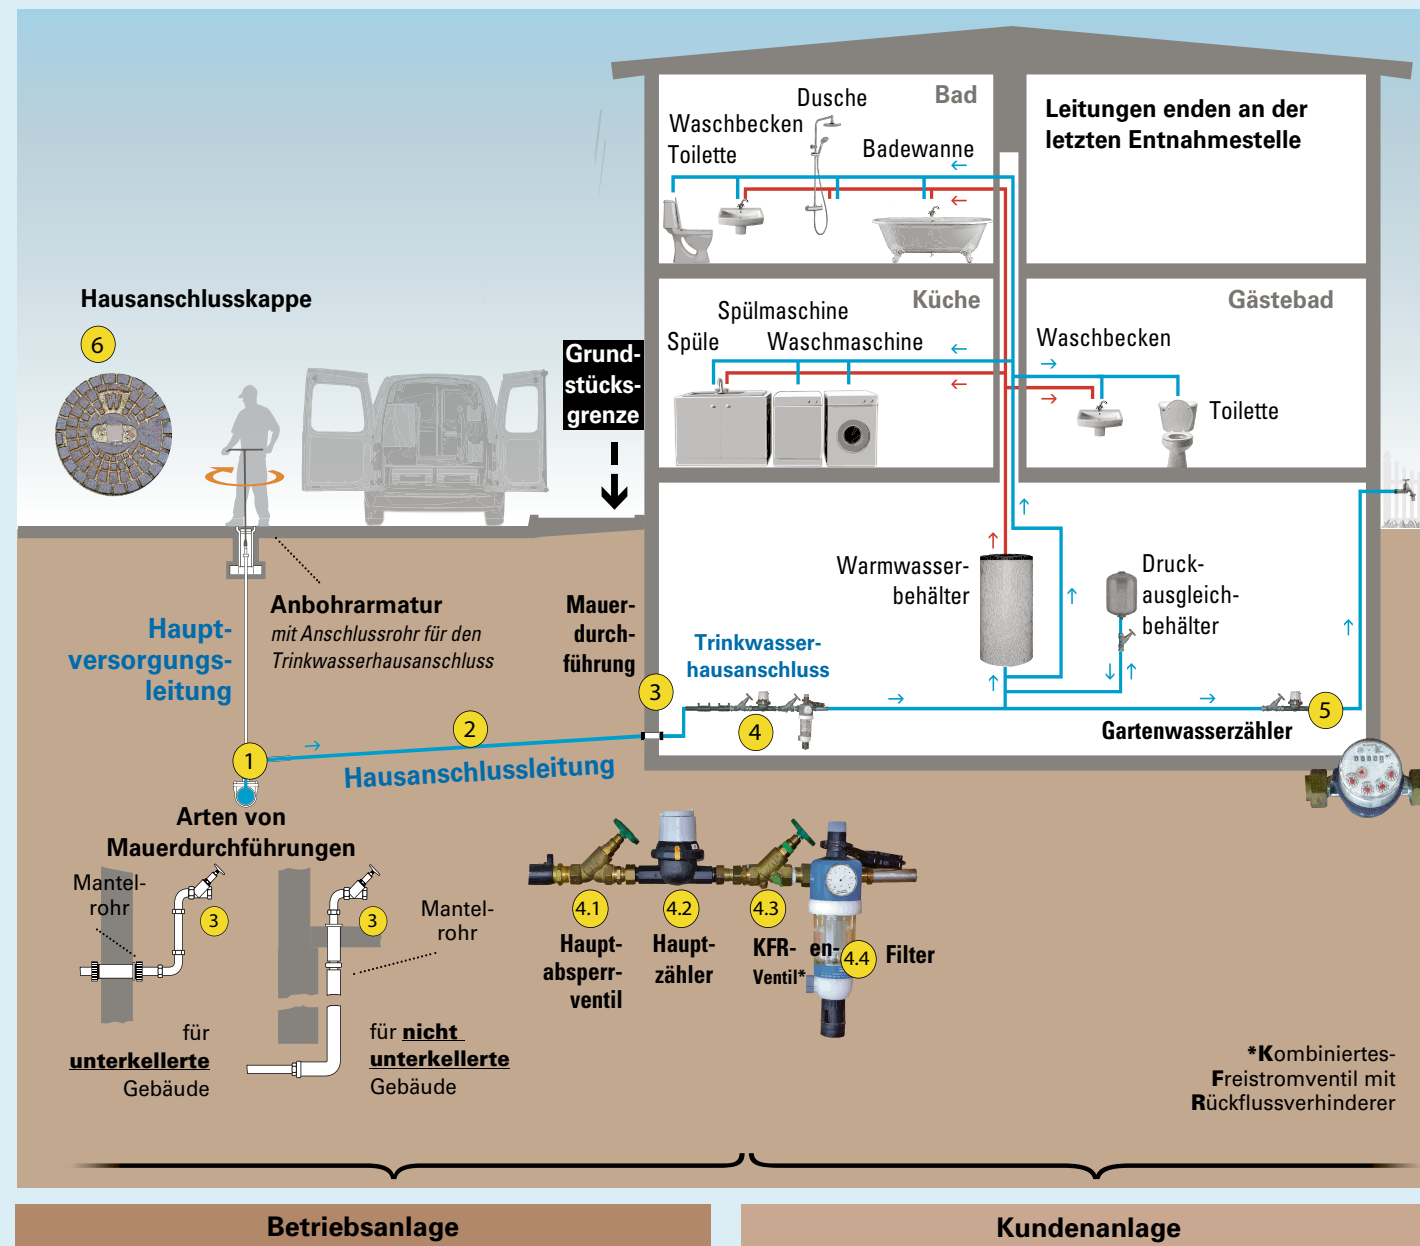 Bad
Dusche
Waschbecken
Toilette
Badewanne
Leitungen enden an der
letzten Entnahmestelle
Hausanschlusskappe
6
W
Grund-
stücks-
grenze
Küche
Spülmaschine
Spüle
Waschmaschine
Gästebad
Waschbecken
Toilette
Anbohrarmatur
mit Anschlussrohr für den
Trinkwasserhausanschluss
Haupt-
versorgungs-
leitung
Mauer-
durch-
führung
3
Trinkwasser-
hausanschluss
4
Warmwasser-
behälter
Druck-
ausgleich-
behälter
Gartenwasserzähler
5
1
2
Hausanschlussleitung
Arten von
Mauerdurchführungen
Mantel-
rohr
3
für
unterkellerte
Gebäude
3
Mantel-
rohr
für nicht
unterkellerte
Gebäude
4.1
Haupt-
absperr-
ventil
4.2
Haupt-
zähler
4.3
KFR-
Ventil*
en-
4.4
Filter
*Kombiniertes-
Freistromventil mit
Rückflussverhinderer
Betriebsanlage
Kundenanlage